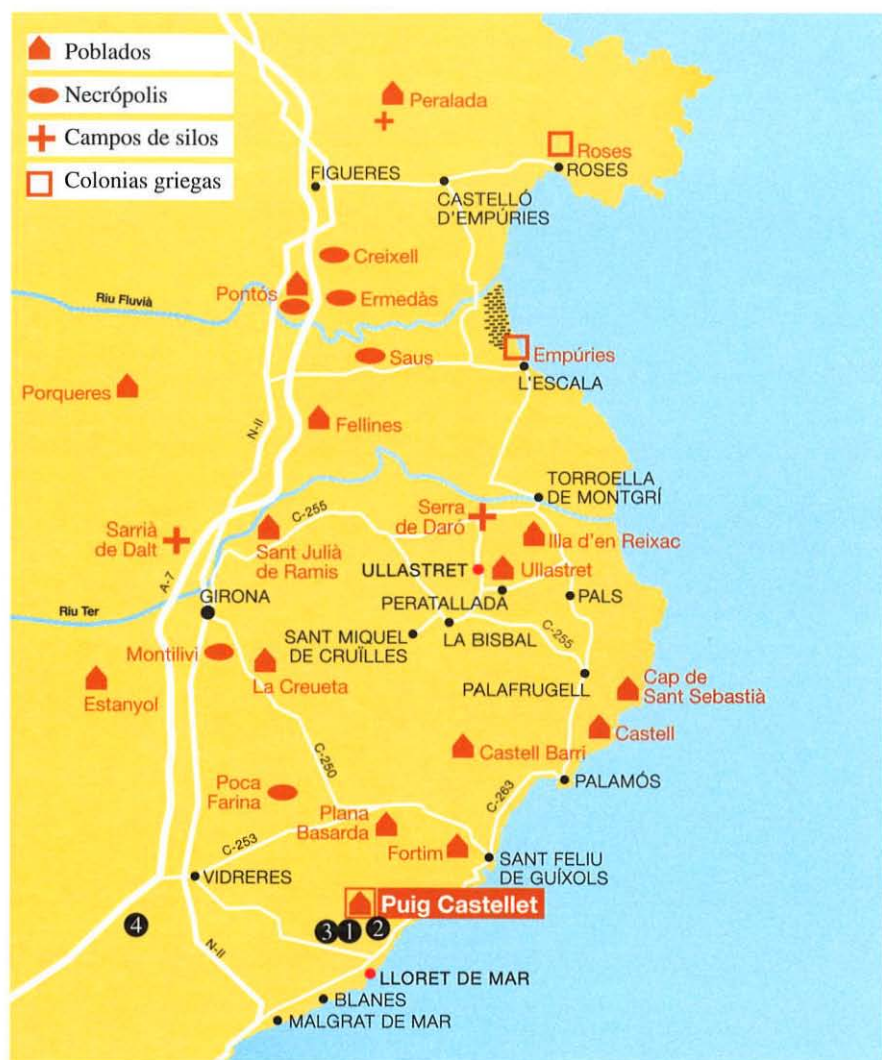 Poblados
Necrópolis
Campos de silos
Colonias griegas
Peralada
Roses
ROSES
FIGUERES
CASTELLÓ
D'EMPÚRIES
Creixell
Pontós
Ermedàs
Riu Fluvià
Saus
Empúries
L'ESCALA
Porqueres
N-II
Fellines
TORROELLA
DE MONTGRÍ
Serra
de Daró
C-255
Sarrià
de Dalt
Sant Julià
de Ramis
Illa d'en Reixac
ULLASTRET
Ullastret
A-7
GIRONA
PERATALLADA
PALS
Riu Ter
SANT MIQUEL
DE CRUÏLLES
LA BISBAL
C-255
Montilivi
La Creueta
PALAFRUGELL
Cap de
Sant Sebastià
Estanyol
Castell
Castell Barri
C-250
PALAMÓS
Poca
Farina
C-263
Plana
Basarda
C-253
Fortim
SANT FELIU
DE GUÍXOLS
VIDRERES
Puig Castellet
4
3
1
2
N-II
LLORET DE MAR
BLANES
MALGRAT DE MAR